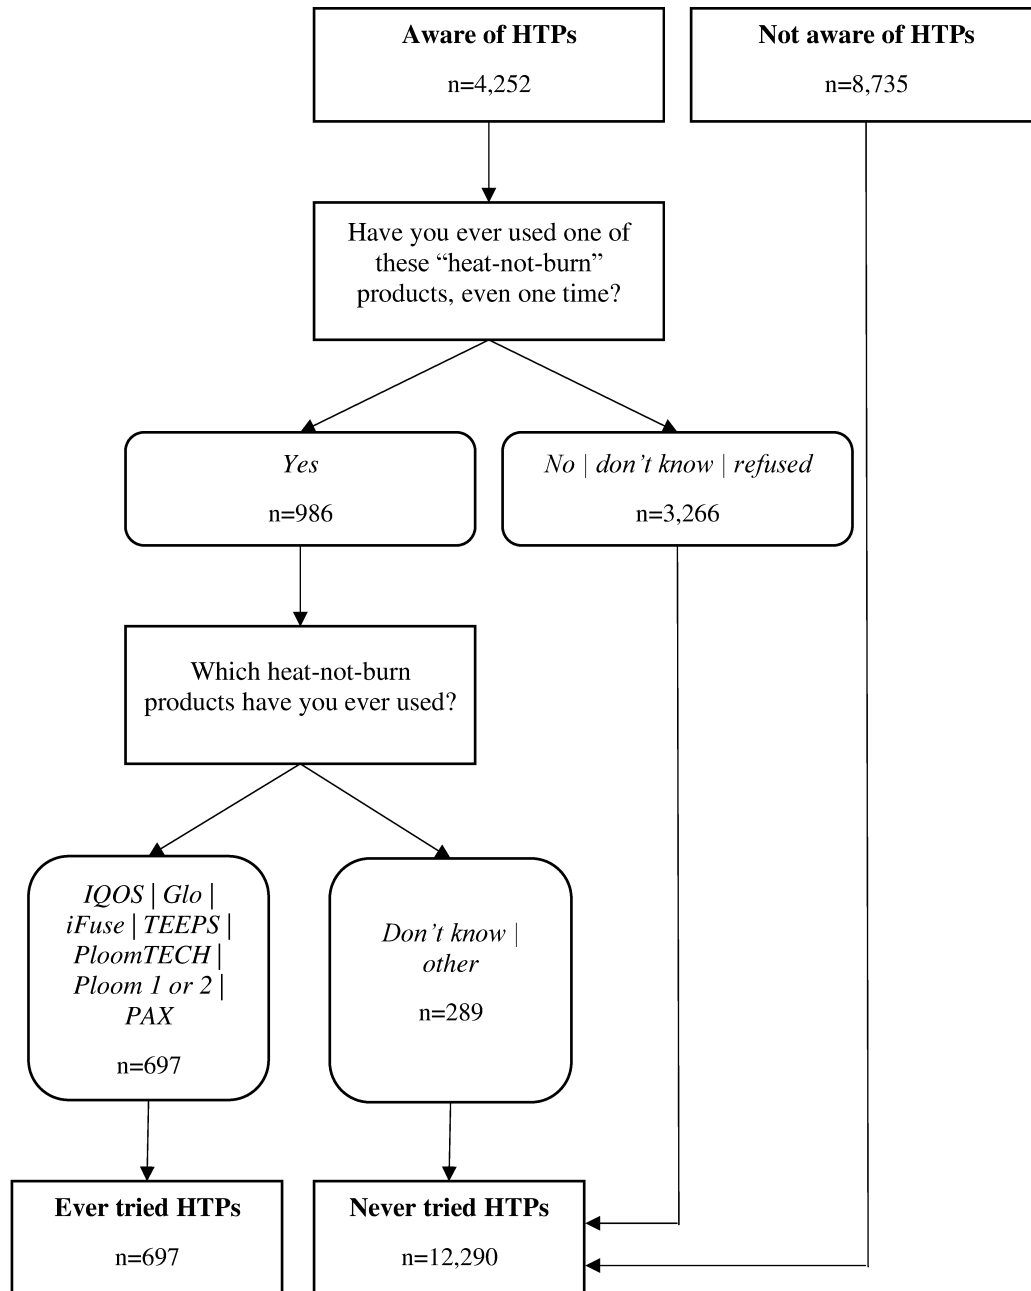 Aware of HTPs
n=4,252
Not aware of HTPs
n=8,735
Have you ever used one of
these “heat-not-burn”
products, even one time?
Yes
n=986
No | don’t know | refused
n=3,266
Which heat-not-burn
products have you ever used?
IQOS | Glo |
iFuse | TEEPS |
PloomTECH |
Ploom 1 or 2 |
PAX
n=697
Don’t know |
other
n=289
Ever tried HTPs
n=697
Never tried HTPs
n=12,290